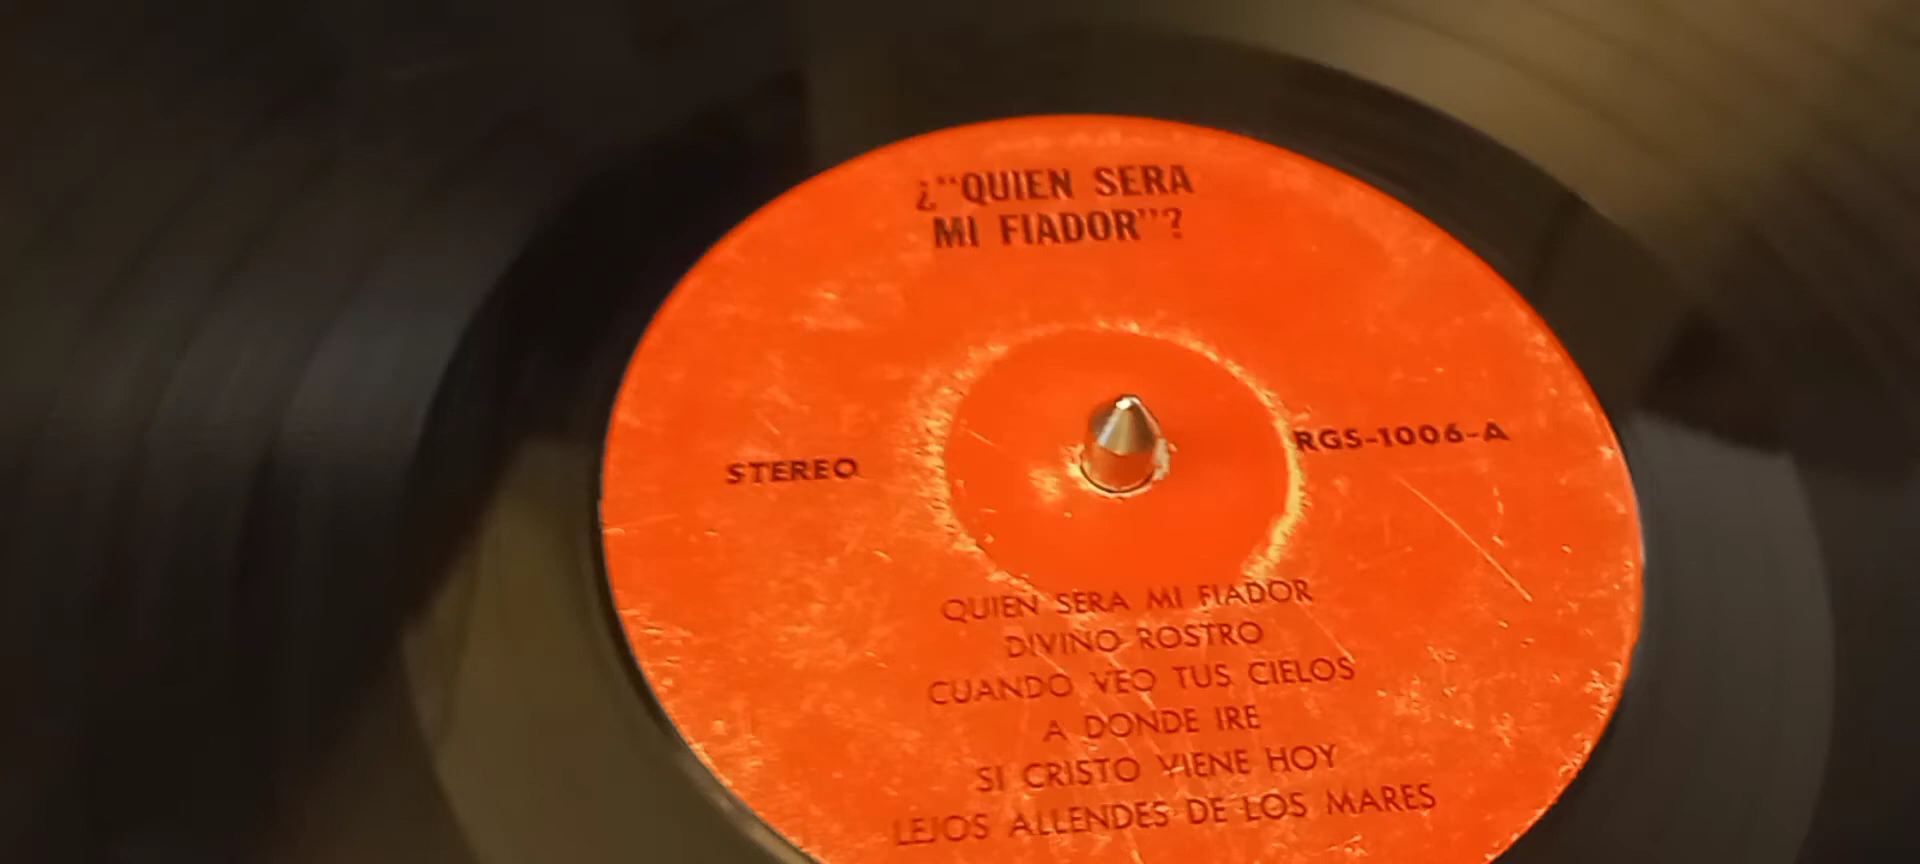 ¿"QUIEN SERA
MI FIADOR"?
STEREO
RGS-1006-A
QUIEN SERA MI FIADOR
DIVINO ROSTRO
CUANDO VEO TUS CIELOS
A DONDE IRE
SI CRISTO VIENE HOY
LEJOS ALLENDES DE LOS MARES